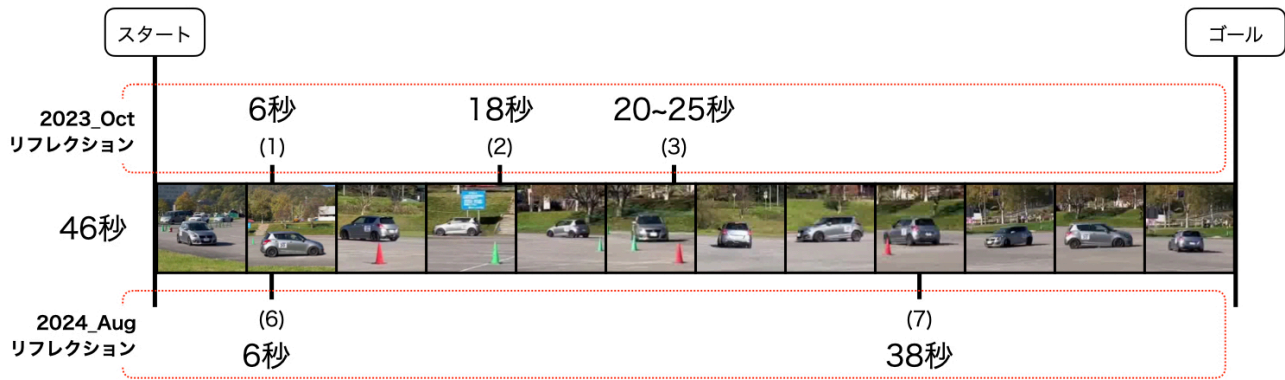 スタート
ゴール
2023_Oct
リフレクション
6秒
18秒
20~25秒
(1)
(2)
(3)
46秒
2024_Aug
リフレクション
(6)
(7)
6秒
38秒